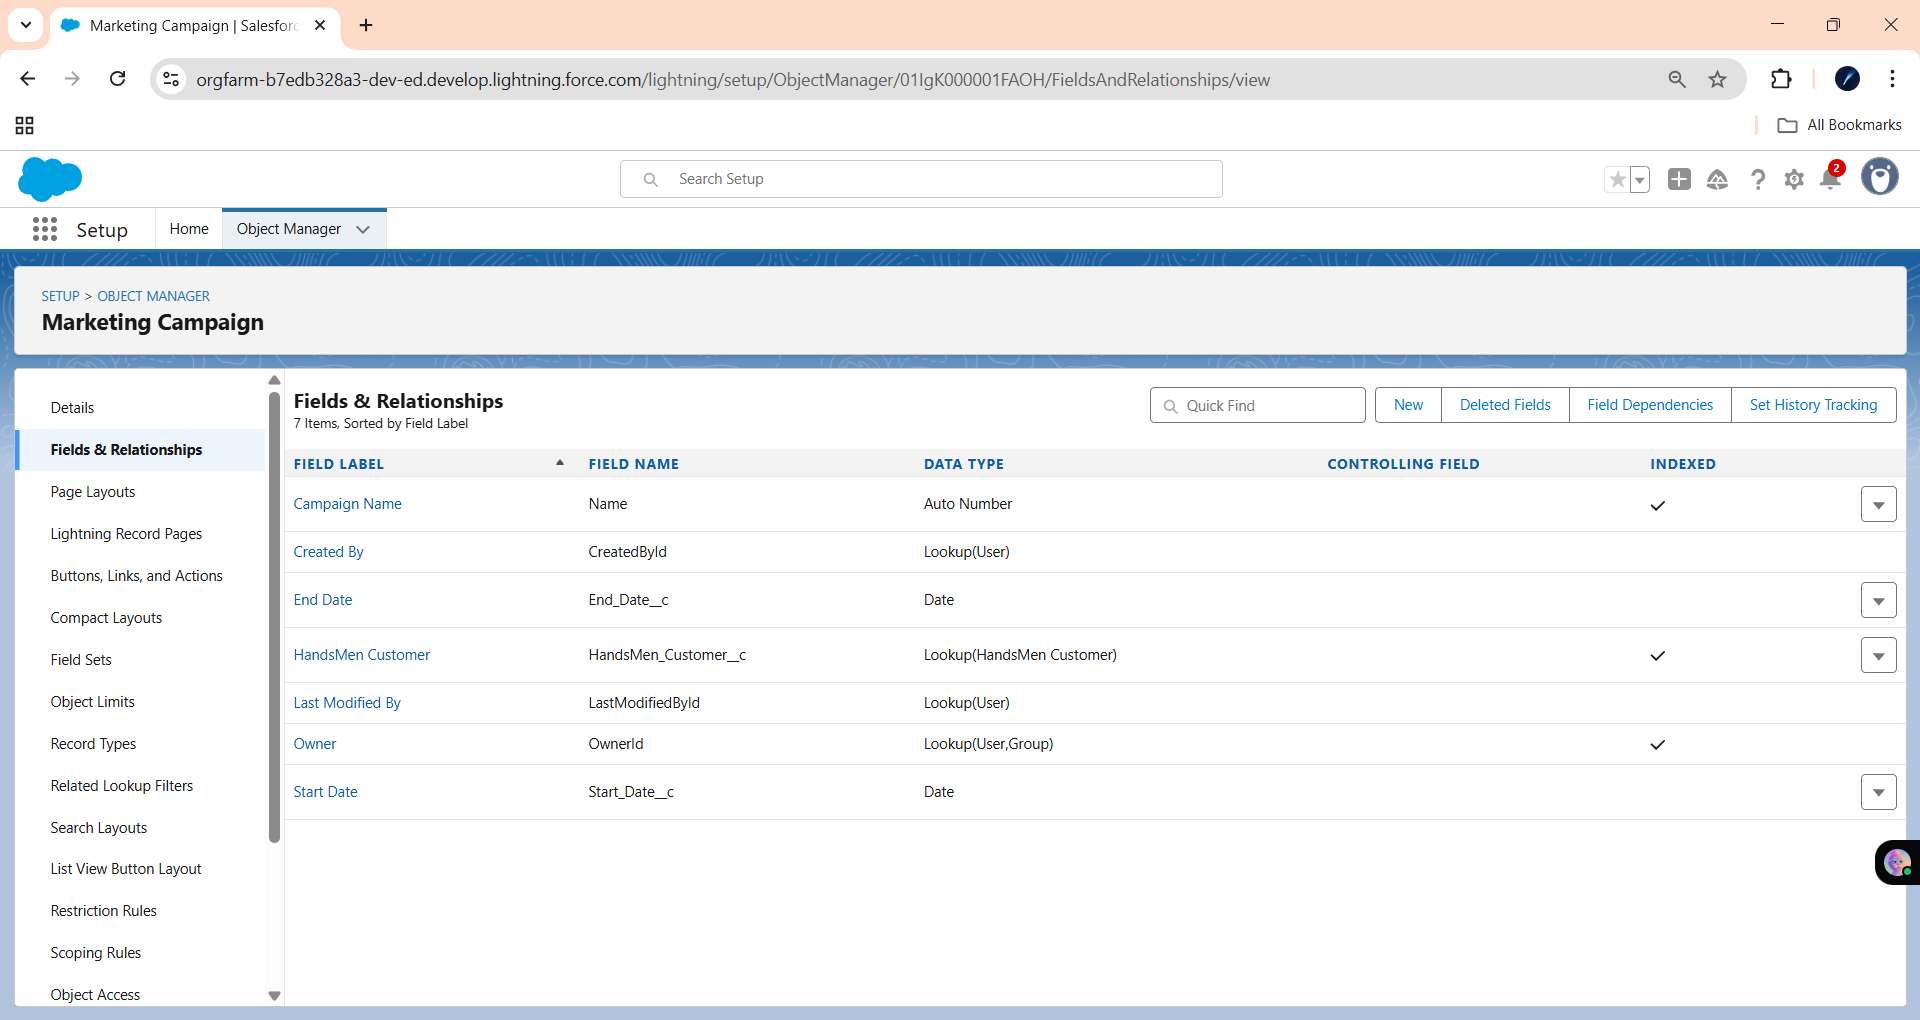 Marketing Campaign | Salesforc
orgfarm-b7edb328a3-dev-ed.develop.lightning.force.com/lightning/setup/ObjectManager/01IgK000001FAOH/FieldsAndRelationships/view
All Bookmarks
Search Setup
2
Setup
Home
Object Manager
SETUP > OBJECT MANAGER
Marketing Campaign
Details
Fields & Relationships
Page Layouts
Lightning Record Pages
Buttons, Links, and Actions
Compact Layouts
Field Sets
Object Limits
Record Types
Related Lookup Filters
Search Layouts
List View Button Layout
Restriction Rules
Scoping Rules
Object Access
Fields & Relationships
7 Items, Sorted by Field Label
Quick Find
New
Deleted Fields
Field Dependencies
Set History Tracking
FIELD LABEL FIELD NAME DATA TYPE CONTROLLING FIELD INDEXED
Campaign Name Name Auto Number
Created By CreatedById Lookup(User)
End Date End_Date__c Date
HandsMen Customer HandsMen_Customer__c Lookup(HandsMen Customer)
Last Modified By LastModifiedById Lookup(User)
Owner OwnerId Lookup(User,Group)
Start Date Start_Date__c Date